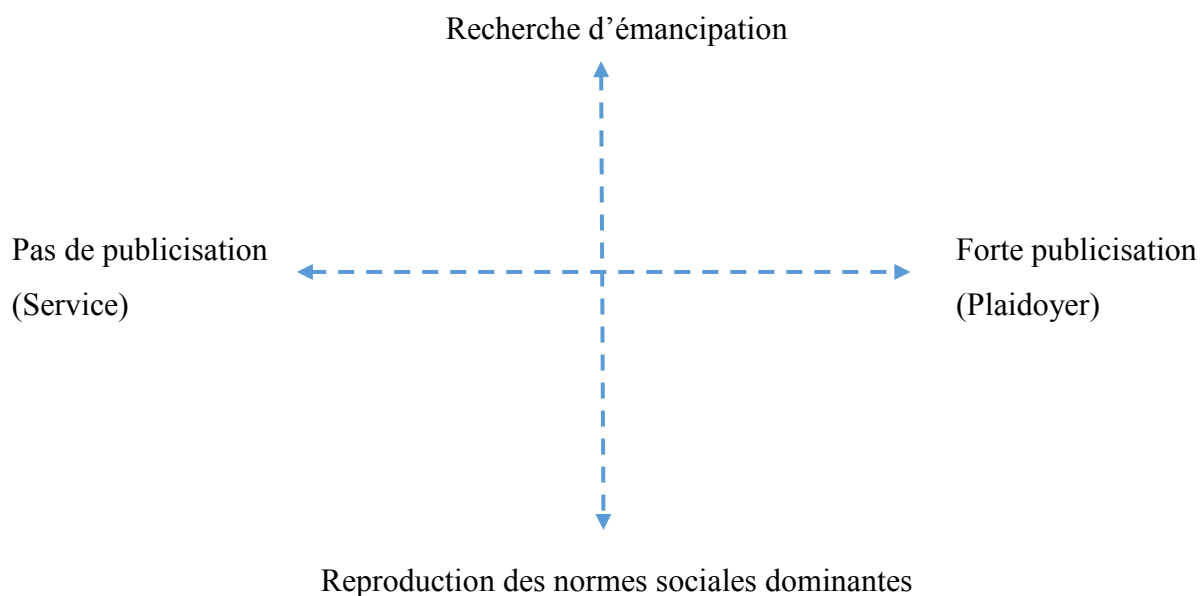 Recherche d’émancipation
Pas de publicisation
(Service)
Forte publicisation
(Plaidoyer)
Reproduction des normes sociales dominantes